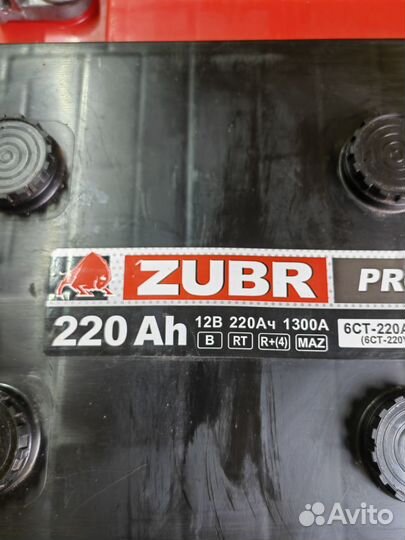 ZUBR PR
220 Ah 12В 220Ач 1300А
B RT R+(4) MAZ
6СТ-220А
(6СТ-220
Avito